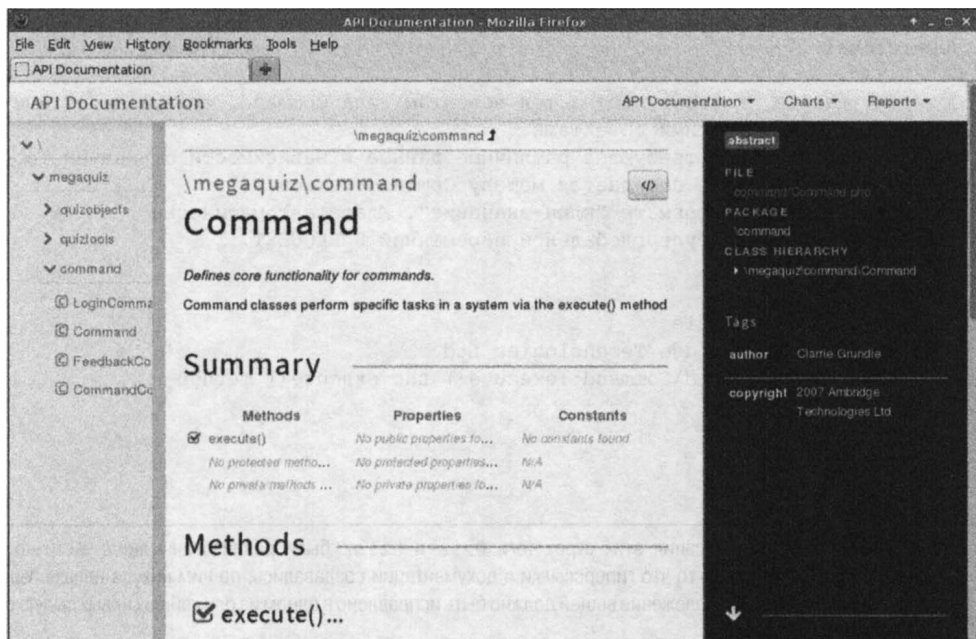 API Documentation - Mozilla Firefox
File Edit View History Bookmarks Tools Help
API Documentation
API Documentation
API Documentation Charts Reports
\
megaquiz
quizobjects
quiztools
command
LoginComma
Command
FeedbackCo
CommandCo
\megaquiz\command
\megaquiz\command
</>
Command
Defines core functionality for commands.
Command classes perform specific tasks in a system via the execute() method
Summary
Methods Properties Constants
execute() No public properties fo... No constants found
No protected metho... No protected properties... N/A
No private methods ... No private properties fo... N/A
Methods
execute()...
abstract
FILE
command/Command.php
PACKAGE
\command
CLASS HIERARCHY
\megaquiz\command\Command
Tags
author Clarrie Grundie
copyright 2007 Ambridge
Technologies Ltd